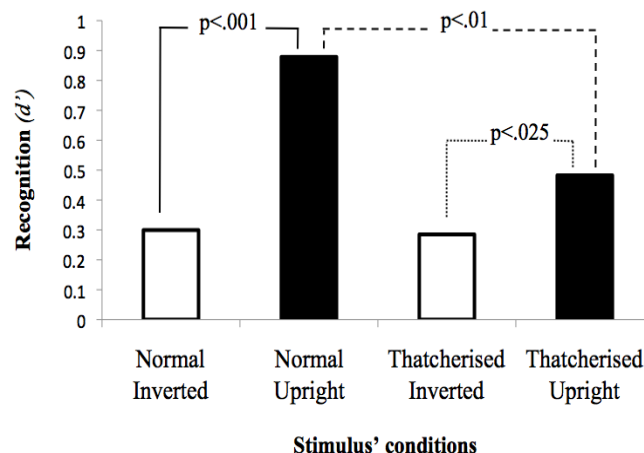 1
0.9
0.8
0.7
0.6
0.5
0.4
0.3
0.2
0.1
0
Recognition (d')
p<.001
p<.01
p<.025
Normal
Inverted
Normal
Upright
Thatcherised
Inverted
Thatcherised
Upright
Stimulus' conditions